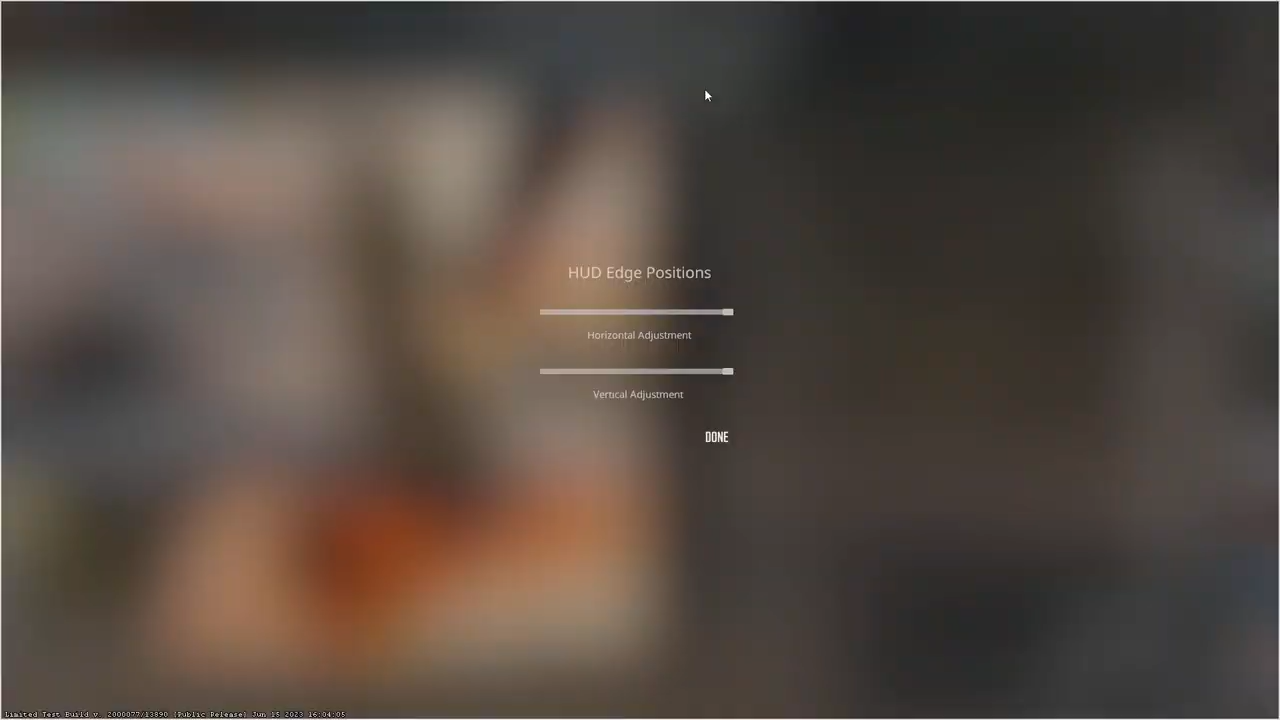 HUD Edge Positions
Horizontal Adjustment
Vertical Adjustment
DONE
Limited Test Build v. 2000077/13890 [Public Release] Jun 15 2023 16:04:05